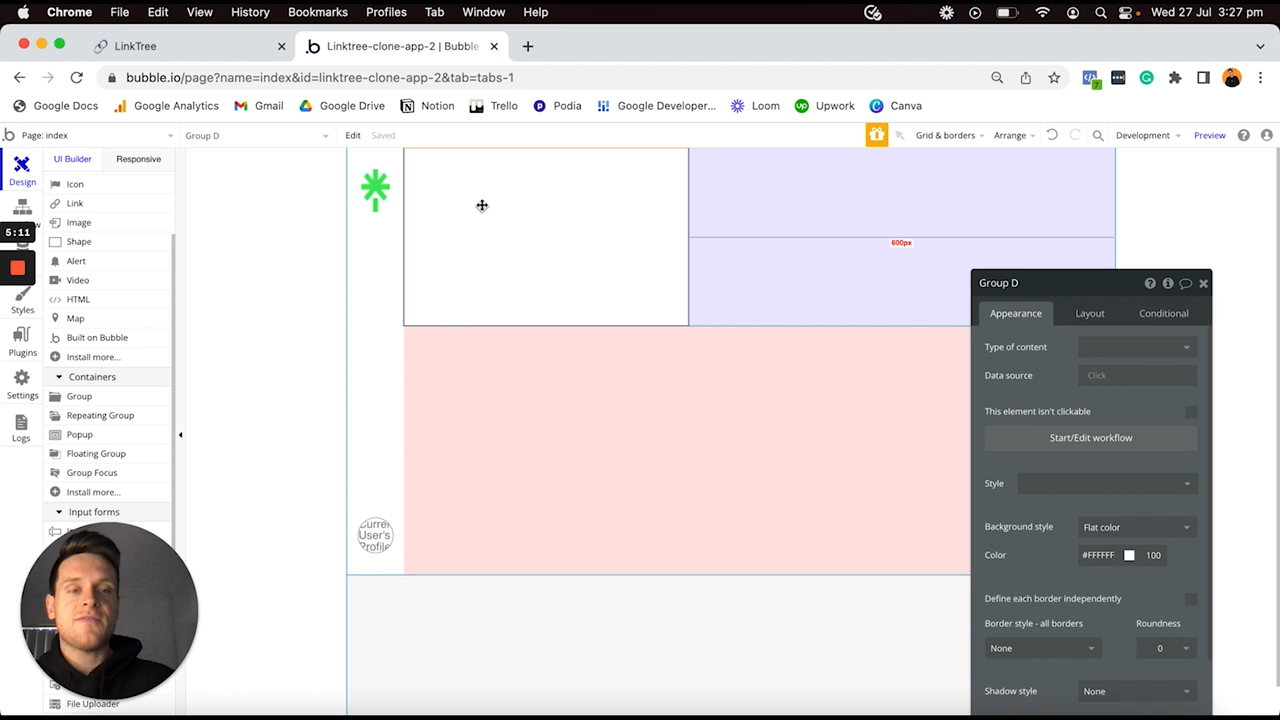 Chrome File Edit View History Bookmarks Profiles Tab Window Help Wed 27 Jul 3:27 pm
LinkTree Linktree-clone-app-2 | Bubble
bubble.io/page?name=index&id=linktree-clone-app-2&tab=tabs-1 7
Google Docs Google Analytics Gmail Google Drive Notion Trello Podia Google Developer... Loom Upwork Canva
Page: index Group D Edit Saved Grid & borders Arrange Development Preview
UI Builder Responsive
Design
Icon
Link
5:11
Image
Shape
Alert
Video
Styles
HTML
Map
Plugins
Built on Bubble
Install more...
Settings
Containers
Group
Logs
Repeating Group
Popup
Floating Group
Group Focus
Install more...
Input forms
File Uploader
600px
User's
Profile
Group D
Appearance Layout Conditional
Type of content
Data source Click
This element isn't clickable
Start/Edit workflow
Style
Background style Flat color
Color #FFFFFF 100
Define each border independently
Border style - all borders Roundness
None 0
Shadow style None